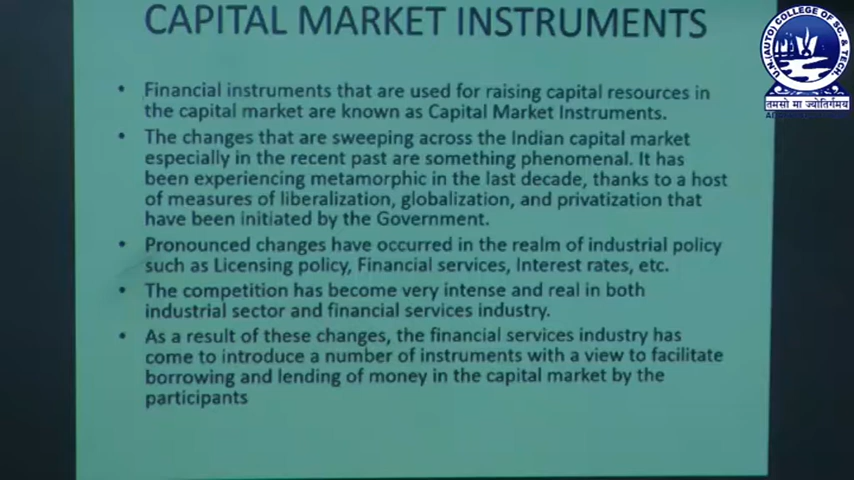 CAPITAL MARKET INSTRUMENTS
• Financial instruments that are used for raising capital resources in
the capital market are known as Capital Market Instruments.
• The changes that are sweeping across the Indian capital market
especially in the recent past are something phenomenal. It has
been experiencing metamorphic in the last decade, thanks to a host
of measures of liberalization, globalization, and privatization that
have been initiated by the Government.
• Pronounced changes have occurred in the realm of industrial policy
such as Licensing policy, Financial services, Interest rates, etc.
• The competition has become very intense and real in both
industrial sector and financial services industry.
• As a result of these changes, the financial services industry has
come to introduce a number of instruments with a view to facilitate
borrowing and lending of money in the capital market by the
participants
U.N.(AUTO) COLLEGE OF SC. & TECH.
तमसो मा ज्योतिर्गमय